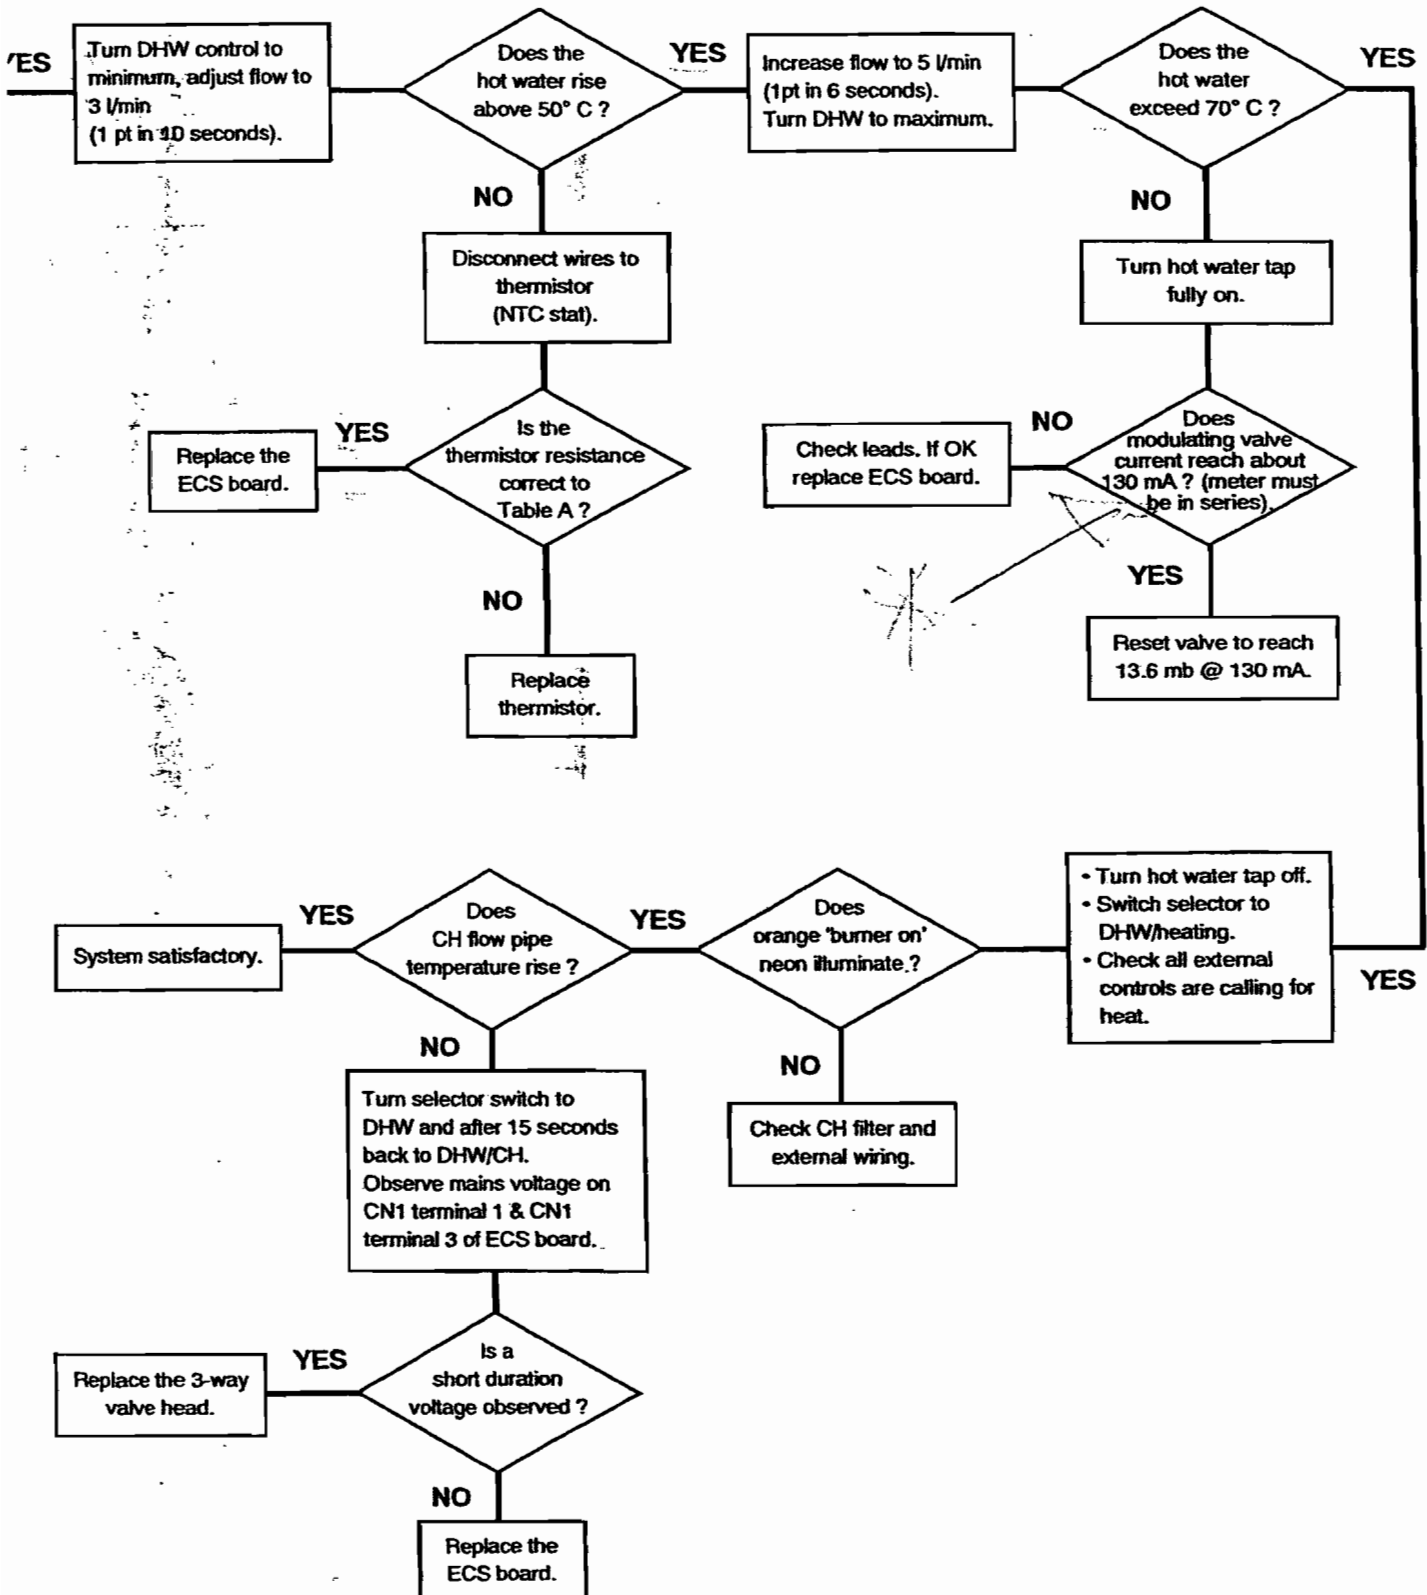 YES
Turn DHW control to
minimum, adjust flow to
3 l/min
(1 pt in 10 seconds).
Does the
hot water rise
above 50° C ?
YES
Increase flow to 5 l/min
(1pt in 6 seconds).
Turn DHW to maximum.
Does the
hot water
exceed 70° C ?
YES
NO
Disconnect wires to
thermistor
(NTC stat).
NO
Turn hot water tap
fully on.
Replace the
ECS board.
YES
Is the
thermistor resistance
correct to
Table A ?
Check leads. If OK
replace ECS board.
NO
Does
modulating valve
current reach about
130 mA ? (meter must
be in series).
NO
Replace
thermistor.
YES
Reset valve to reach
13.6 mb @ 130 mA.
System satisfactory.
YES
Does
CH flow pipe
temperature rise ?
YES
Does
orange 'burner on'
neon illuminate.?
• Turn hot water tap off.
• Switch selector to
DHW/heating.
• Check all external
controls are calling for
heat.
YES
NO
Turn selector switch to
DHW and after 15 seconds
back to DHW/CH.
Observe mains voltage on
CN1 terminal 1 & CN1
terminal 3 of ECS board.
NO
Check CH filter and
external wiring.
Replace the 3-way
valve head.
YES
Is a
short duration
voltage observed ?
NO
Replace the
ECS board.